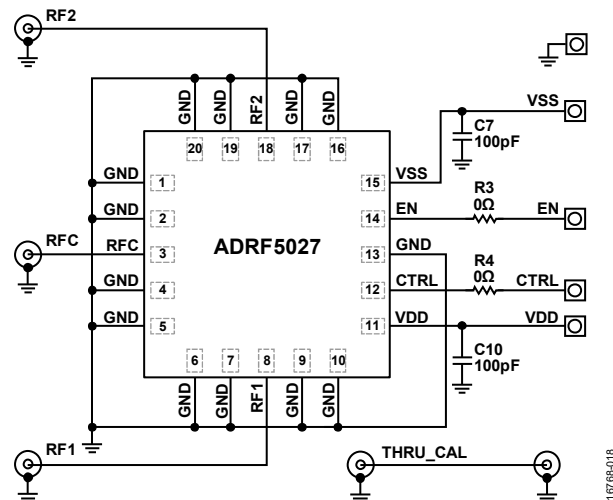 RF2
GND
GND
RF2
GND
GND
20
19
18
17
16
VSS
C7
100pF
GND
1
15
VSS
R3
0Ω
GND
2
14
EN
EN
RFC
RFC
3
ADRF5027
13
GND
R4
0Ω
GND
4
12
CTRL
CTRL
GND
5
11
VDD
VDD
C10
100pF
6
7
8
9
10
GND
GND
RF1
GND
GND
RF1
THRU_CAL
16768-018